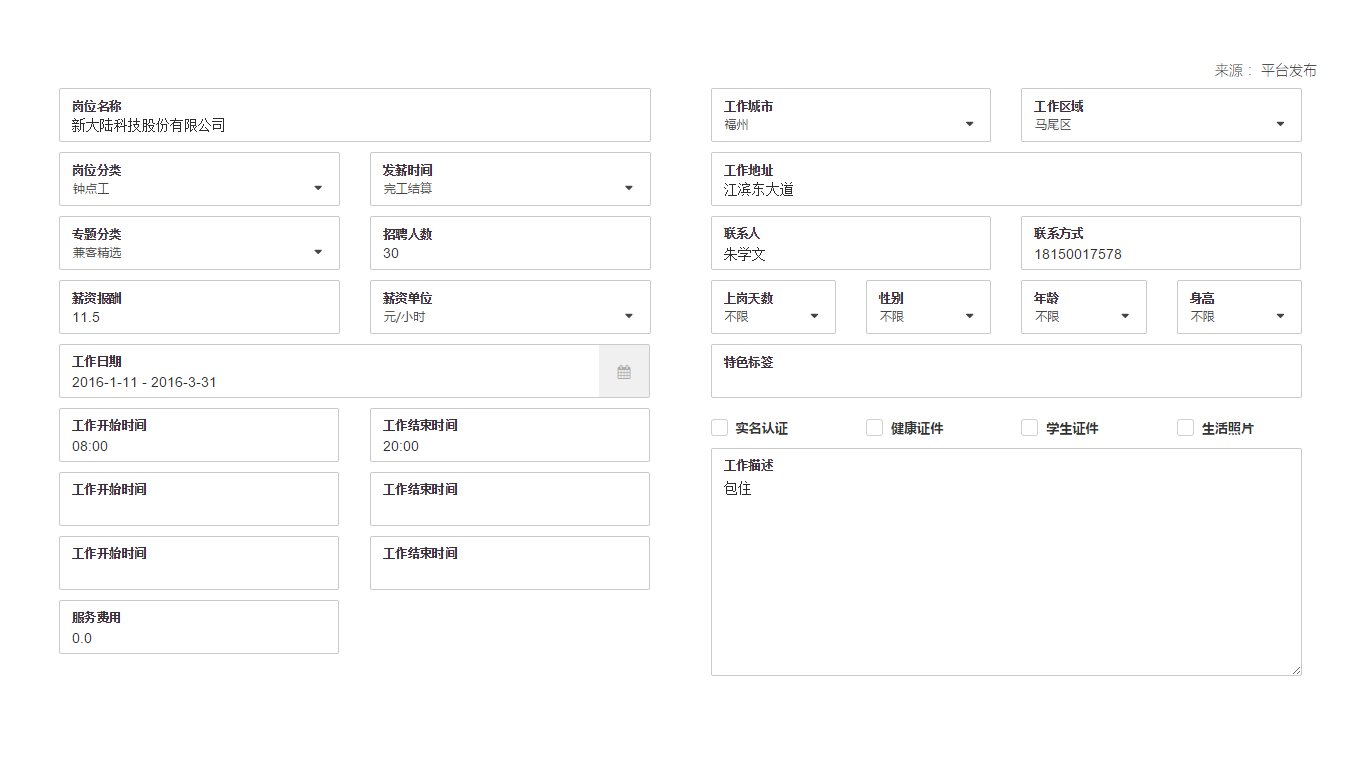 来源： 平台发布
岗位名称
新大陆科技股份有限公司
工作城市
福州
工作区域
马尾区
岗位分类
钟点工
发薪时间
完工结算
工作地址
江滨东大道
专题分类
兼客精选
招聘人数
30
联系人
朱学文
联系方式
18150017578
薪资报酬
11.5
薪资单位
元/小时
上岗天数
不限
性别
不限
年龄
不限
身高
不限
工作日期
2016-1-11 - 2016-3-31
特色标签
工作开始时间
08:00
工作结束时间
20:00
实名认证 健康证件 学生证件 生活照片
工作描述
包住
工作开始时间
工作结束时间
工作开始时间
工作结束时间
服务费用
0.0